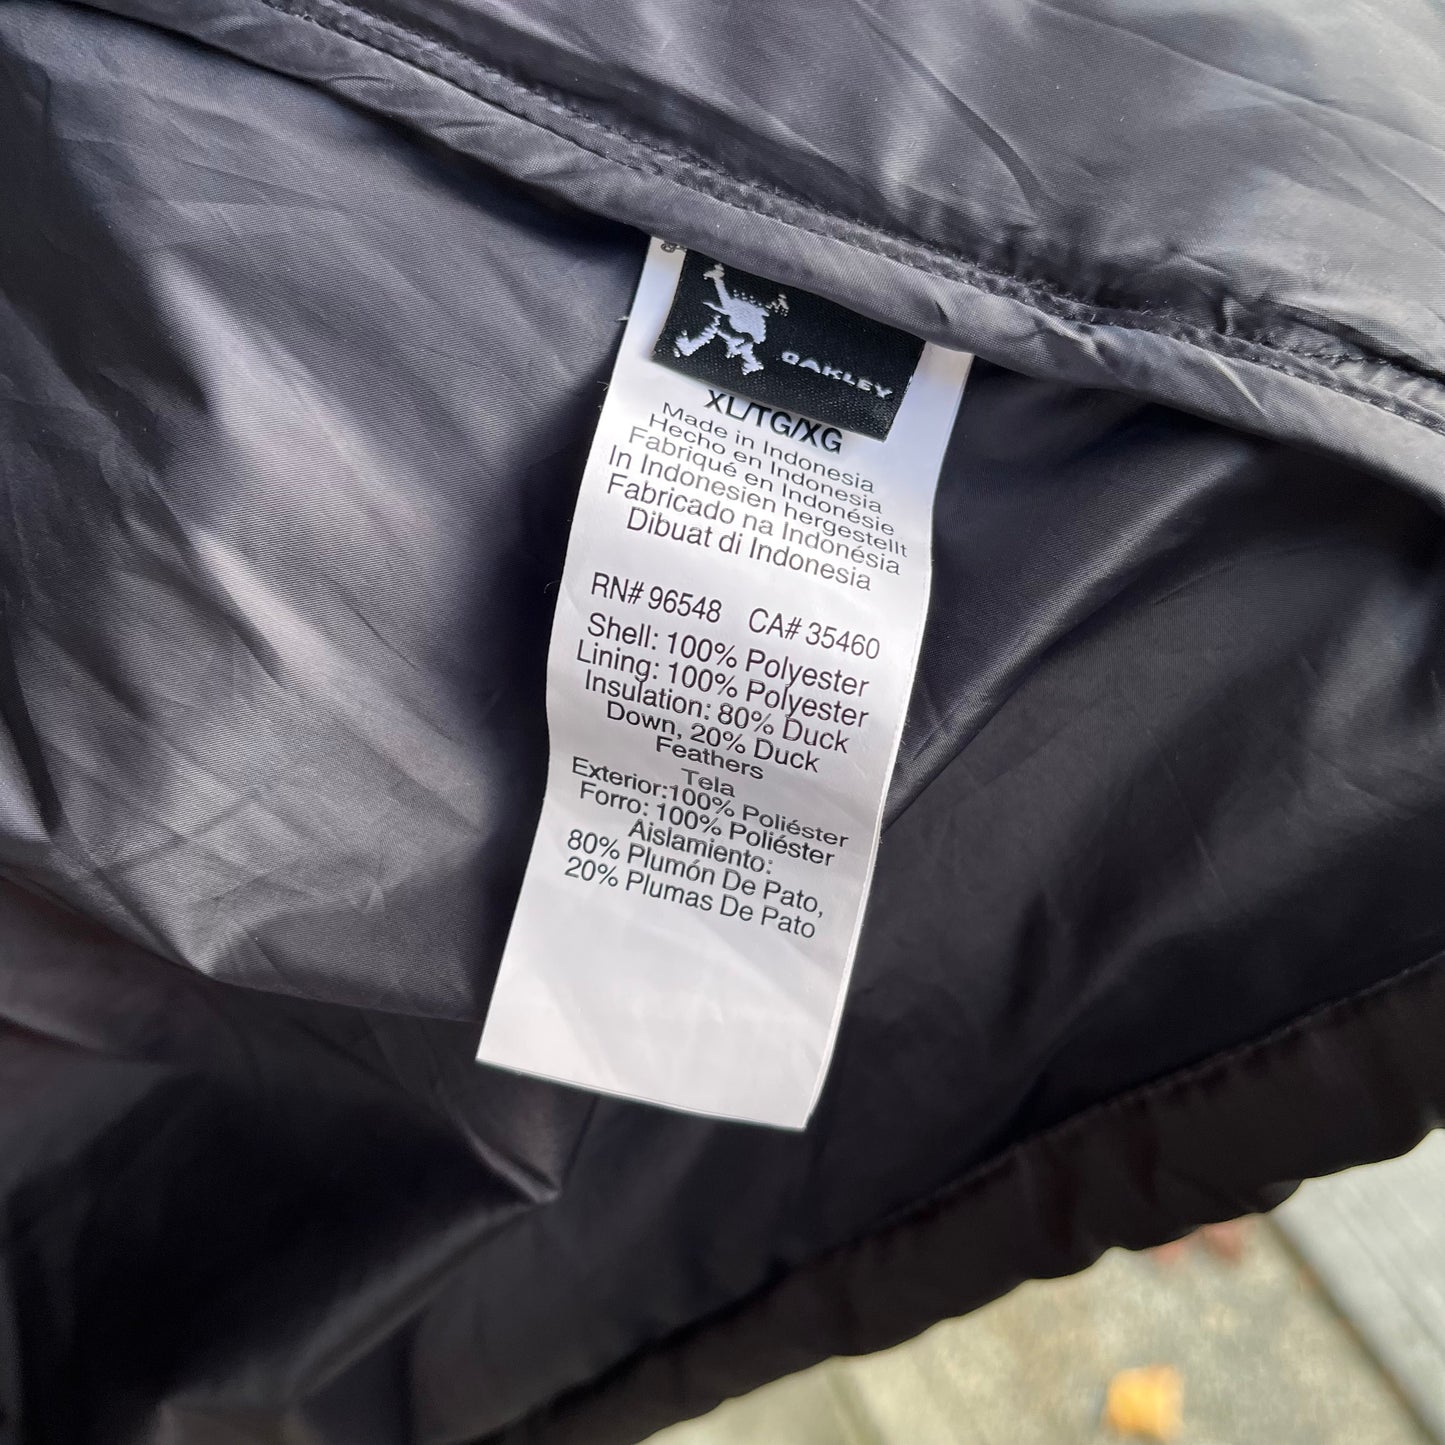 OAKLEY
XL/TG/XG
Made in Indonesia
Hecho en Indonesia
Fabriqué en Indonésie
In Indonesien hergestellt
Fabricado na Indonésia
Dibuat di Indonesia
RN# 96548 CA# 35460
Shell: 100% Polyester
Lining: 100% Polyester
Insulation: 80% Duck
Down, 20% Duck
Feathers
Tela
Exterior:100% Poliéster
Forro: 100% Poliéster
Aislamiento:
80% Plumón De Pato,
20% Plumas De Pato